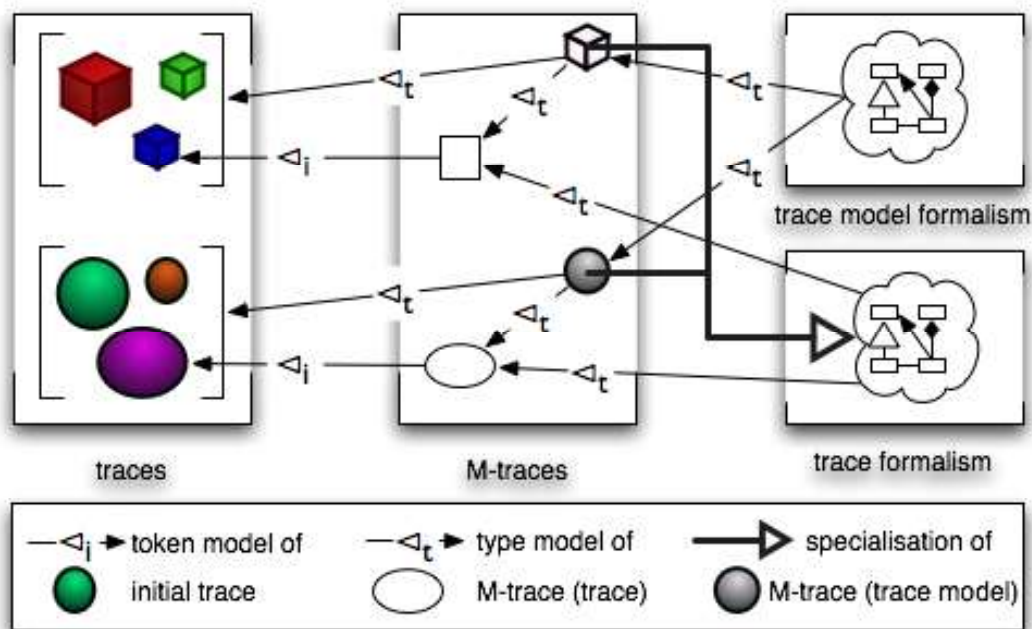 ◁t
◁t
◁t
◁i
◁t
◁t
trace model formalism
◁t
◁t
◁i
◁t
traces
M-traces
trace formalism
◁i token model of
◁t type model of
specialisation of
initial trace
M-trace (trace)
M-trace (trace model)